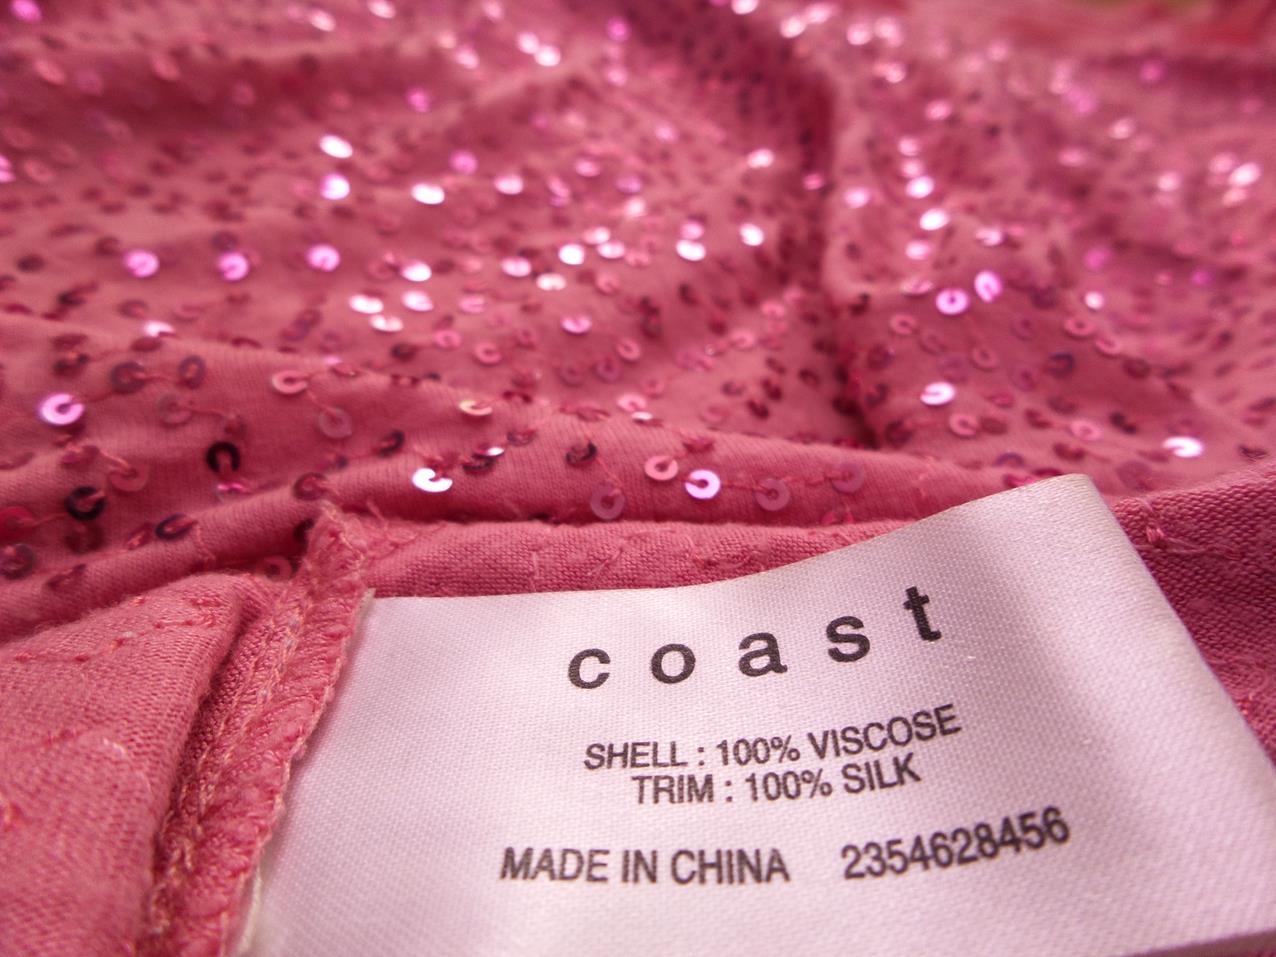 coast
SHELL : 100% VISCOSE
TRIM : 100% SILK
MADE IN CHINA 2354628456